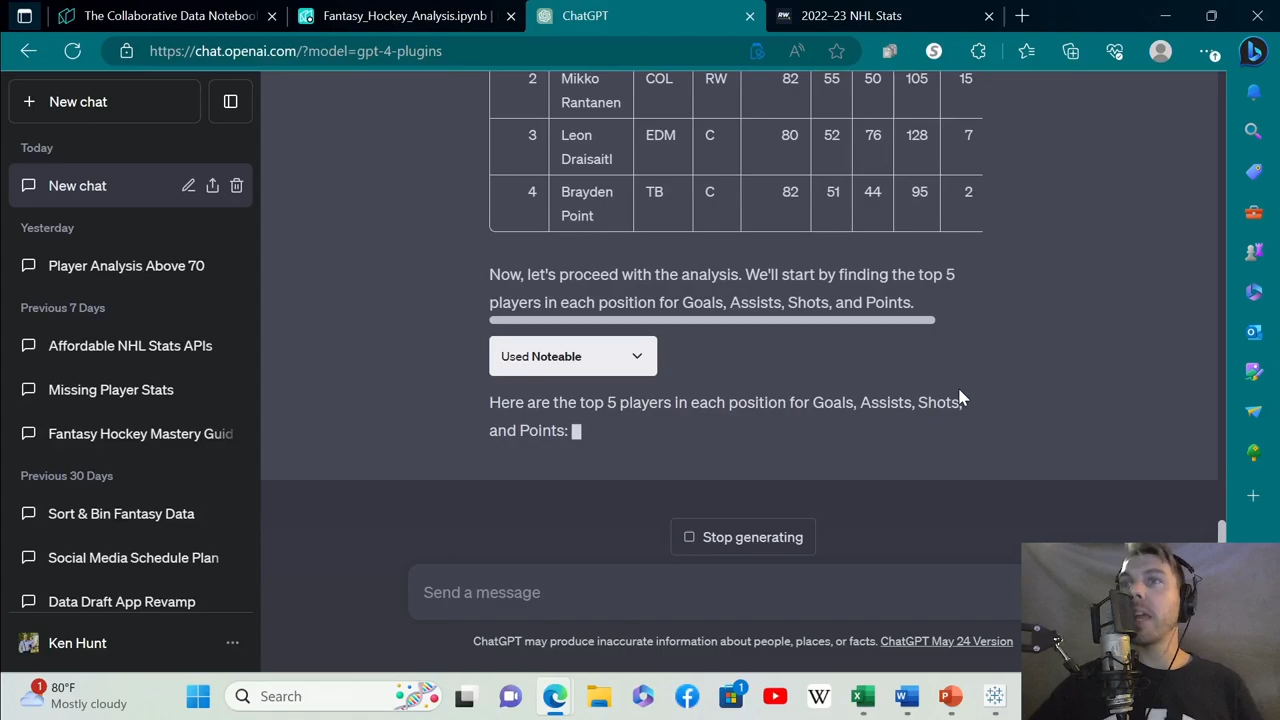 The Collaborative Data Notebool
Fantasy_Hockey_Analysis.ipynb |
ChatGPT
RW. 2022–23 NHL Stats
https://chat.openai.com/?model=gpt-4-plugins
New chat
Today
New chat
Yesterday
Player Analysis Above 70
Previous 7 Days
Affordable NHL Stats APIs
Missing Player Stats
Fantasy Hockey Mastery Guid
Previous 30 Days
Sort & Bin Fantasy Data
Social Media Schedule Plan
Data Draft App Revamp
Ken Hunt
2 Mikko Rantanen COL RW 82 55 50 105 15
3 Leon Draisaitl EDM C 80 52 76 128 7
4 Brayden Point TB C 82 51 44 95 2
Now, let's proceed with the analysis. We'll start by finding the top 5
players in each position for Goals, Assists, Shots, and Points.
Used Noteable
Here are the top 5 players in each position for Goals, Assists, Shots,
and Points:
Stop generating
Send a message
ChatGPT may produce inaccurate information about people, places, or facts. ChatGPT May 24 Version
1
80°F
Mostly cloudy
Search
1